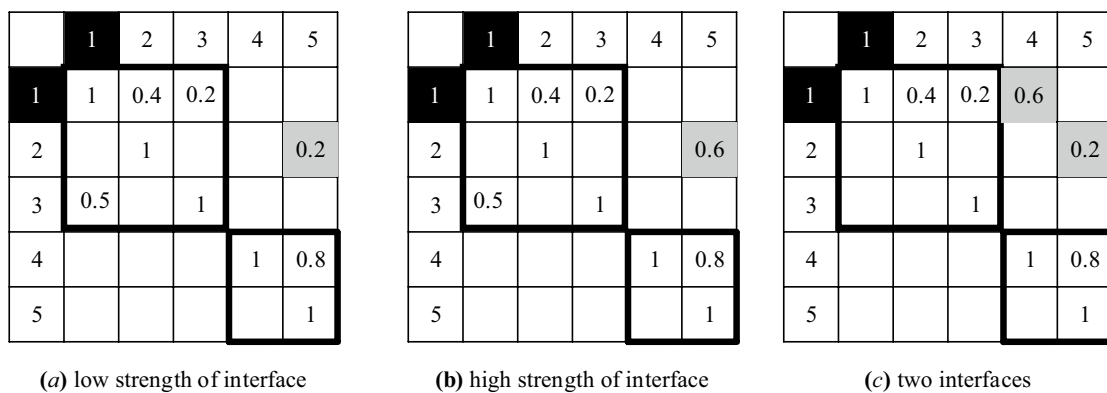 1 2 3 4 5 1 2 3 4 5 1 2 3 4 5
1 1 0.4 0.2 1 1 0.4 0.2 1 1 0.4 0.2 0.6
2 1 0.2 2 1 0.6 2 1 0.2
3 0.5 1 3 0.5 1 3 1
4 1 0.8 4 1 0.8 4 1 0.8
5 1 5 1 5 1
(a) low strength of interface (b) high strength of interface (c) two interfaces